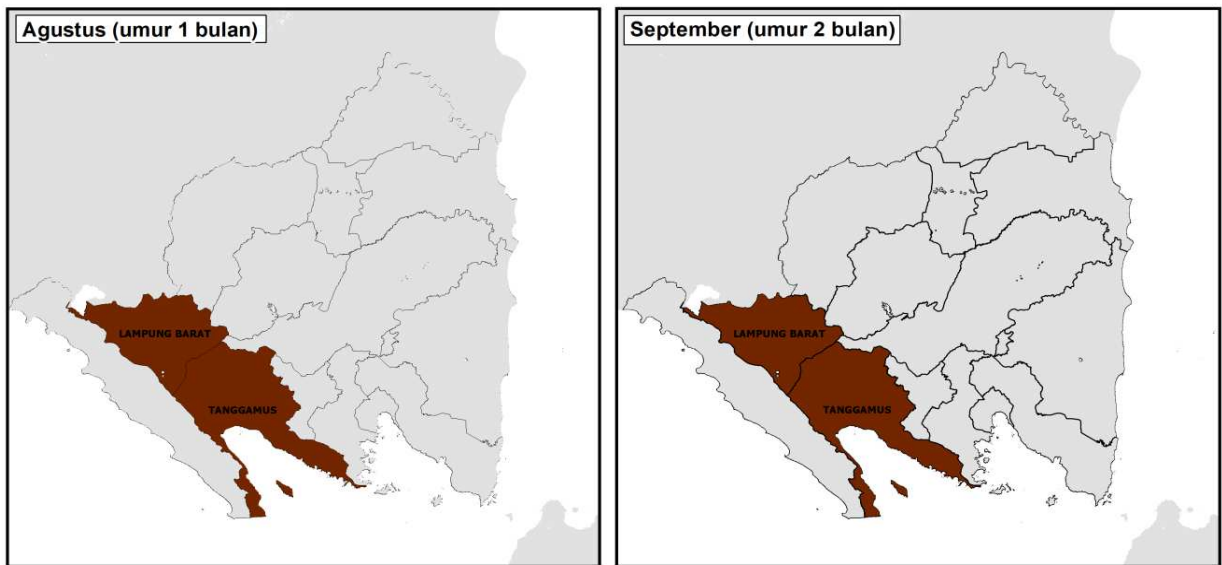 Agustus (umur 1 bulan)
LAMPUNG BARAT
TANGGAMUS
September (umur 2 bulan)
LAMPUNG BARAT
TANGGAMUS